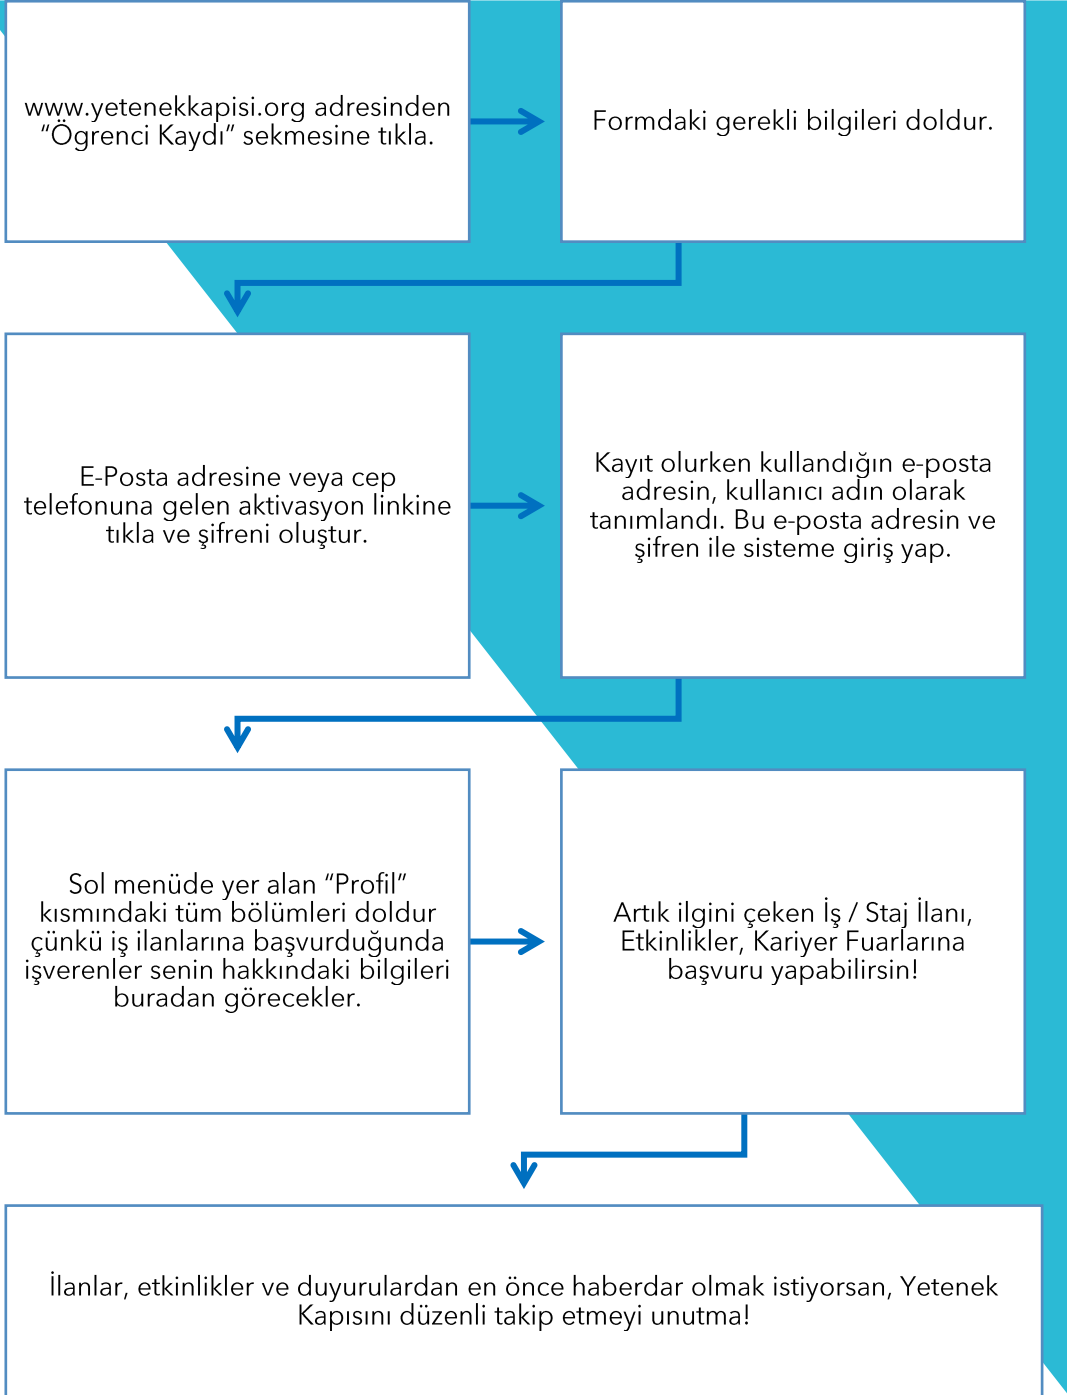 www.yetenekkapisi.org adresinden
“Ögrenci Kaydı” sekmesine tıkla.
Formdaki gerekli bilgileri doldur.
E-Posta adresine veya cep
telefonuna gelen aktivasyon linkine
tıkla ve şifreni oluştur.
Kayıt olurken kullandığın e-posta
adresin, kullanıcı adın olarak
tanımlandı. Bu e-posta adresin ve
şifren ile sisteme giriş yap.
Sol menüde yer alan “Profil”
kısmındaki tüm bölümleri doldur
çünkü iş ilanlarına başvurduğunda
işverenler senin hakkındaki bilgileri
buradan görecekler.
Artık ilgini çeken İş / Staj İlanı,
Etkinlikler, Kariyer Fuarlarına
başvuru yapabilirsin!
İlanlar, etkinlikler ve duyurulardan en önce haberdar olmak istiyorsan, Yetenek
Kapısını düzenli takip etmeyi unutma!